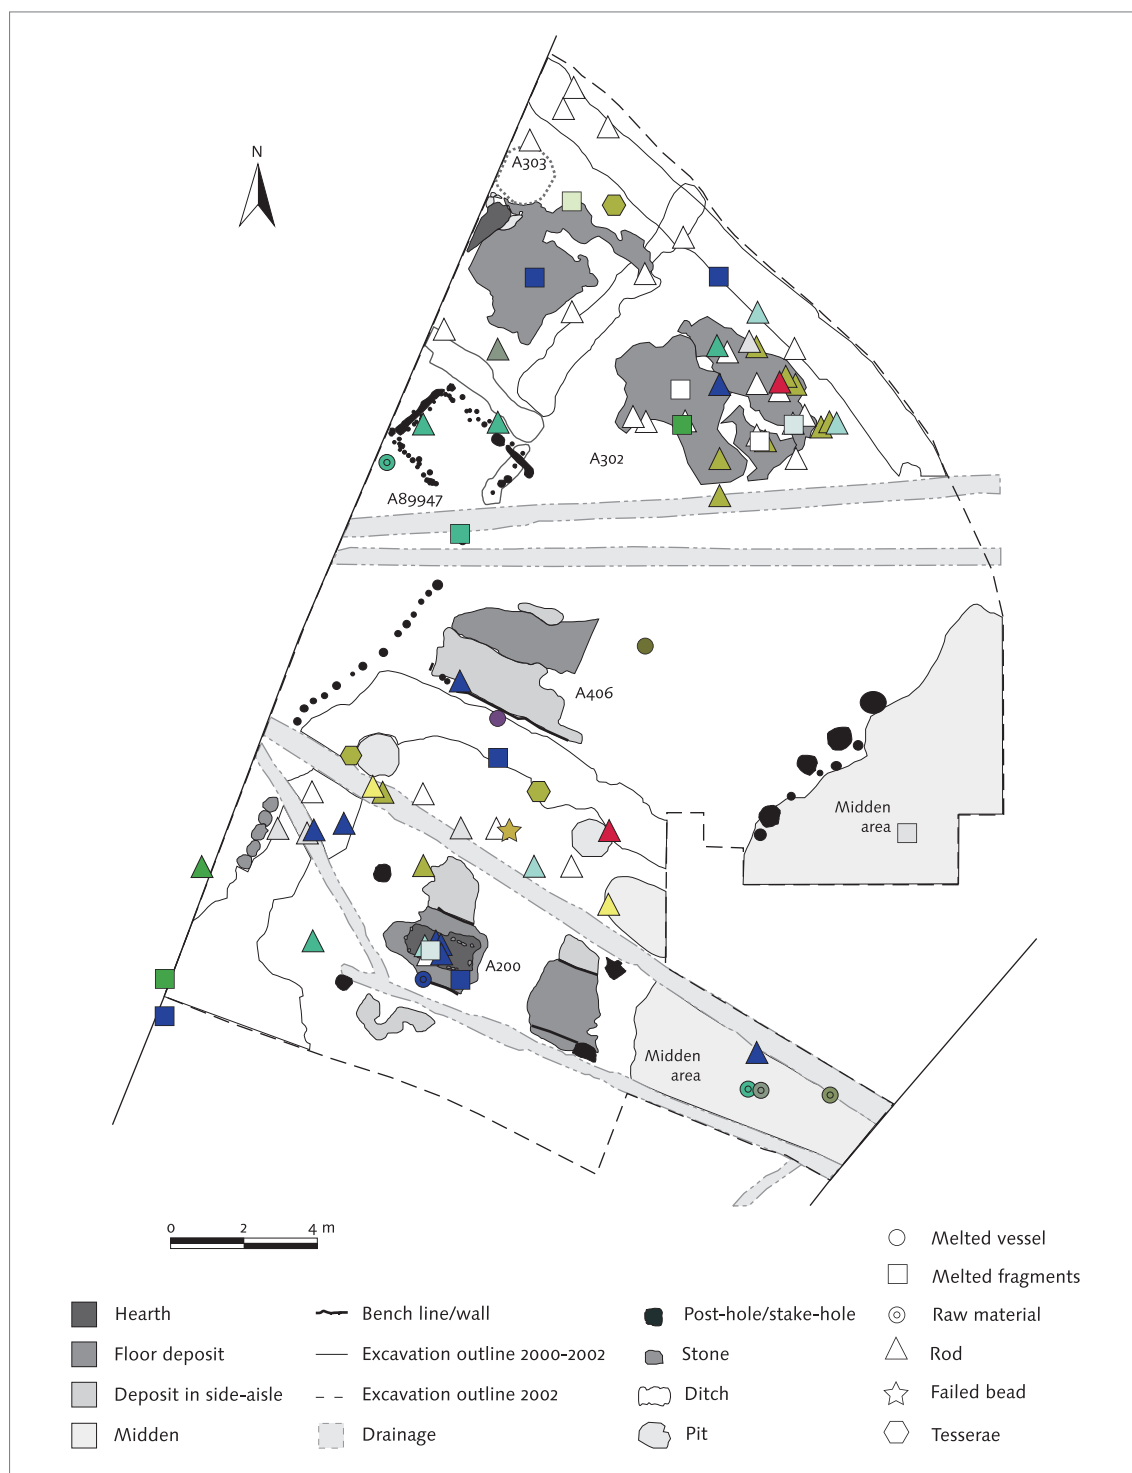 N
A303
A302
A89947
A406
Midden
area
A200
Midden
area
0 2 4 m
Melted vessel
Melted fragments
Hearth
Bench line/wall
Post-hole/stake-hole
Raw material
Floor deposit
Excavation outline 2000-2002
Stone
Rod
Deposit in side-aisle
Excavation outline 2002
Ditch
Failed bead
Midden
Drainage
Pit
Tesserae